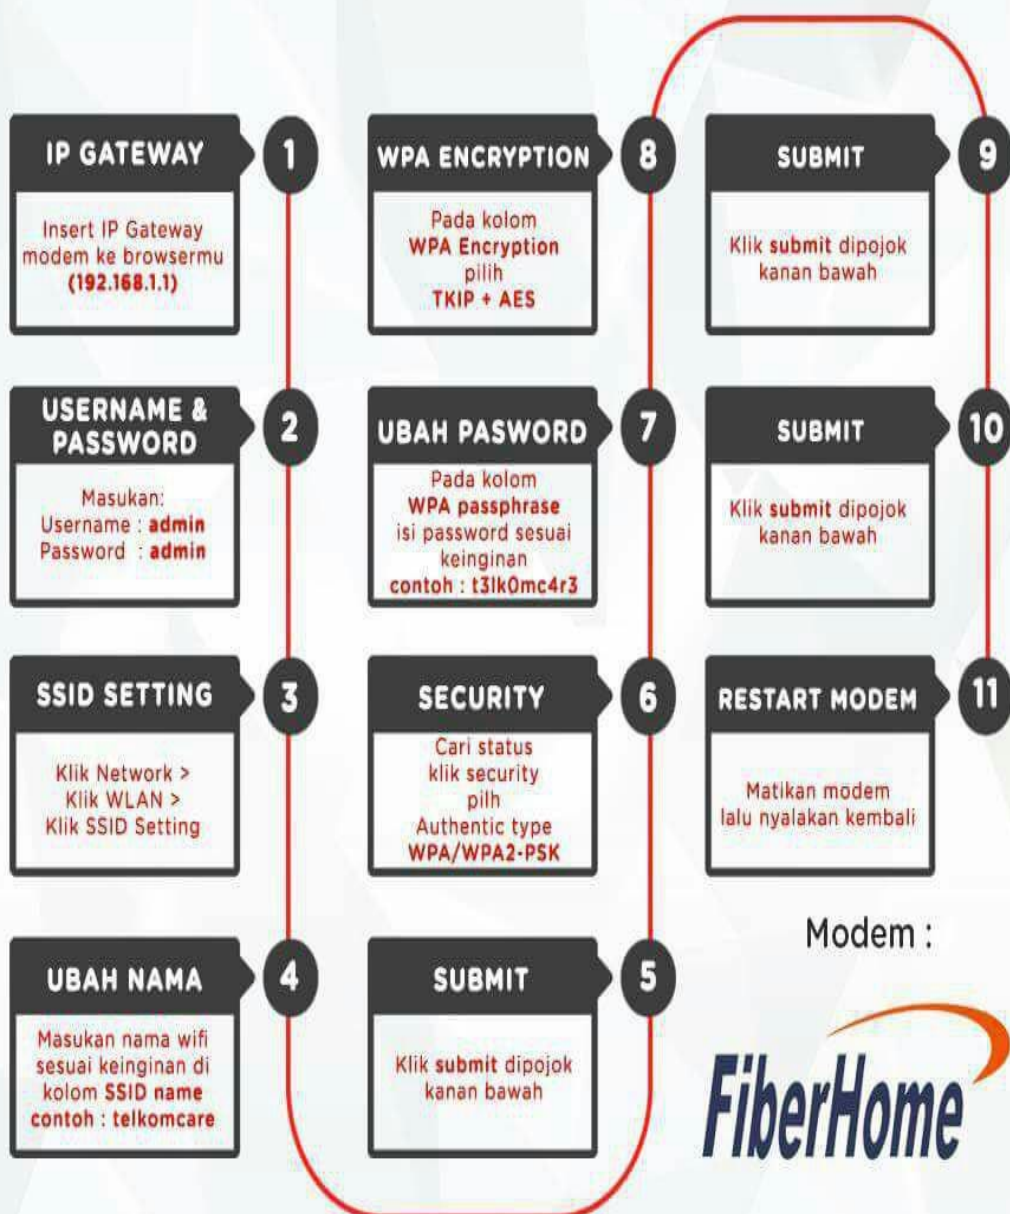 IP GATEWAY
1
Insert IP Gateway
modem ke browsermu
(192.168.1.1)
USERNAME &
PASSWORD
2
Masukan:
Username : admin
Password : admin
SSID SETTING
3
Klik Network >
Klik WLAN >
Klik SSID Setting
UBAH NAMA
4
Masukan nama wifi
sesuai keinginan di
kolom SSID name
contoh : telkomcare
SUBMIT
5
Klik submit dipojok
kanan bawah
SECURITY
6
Cari status
klik security
pilh
Authentic type
WPA/WPA2-PSK
UBAH PASWORD
7
Pada kolom
WPA passphrase
isi password sesuai
keinginan
contoh : t3lk0mc4r3
WPA ENCRYPTION
8
Pada kolom
WPA Encryption
pilih
TKIP + AES
SUBMIT
9
Klik submit dipojok
kanan bawah
SUBMIT
10
Klik submit dipojok
kanan bawah
RESTART MODEM
11
Matikan modem
lalu nyalakan kembali
Modem :
FiberHome